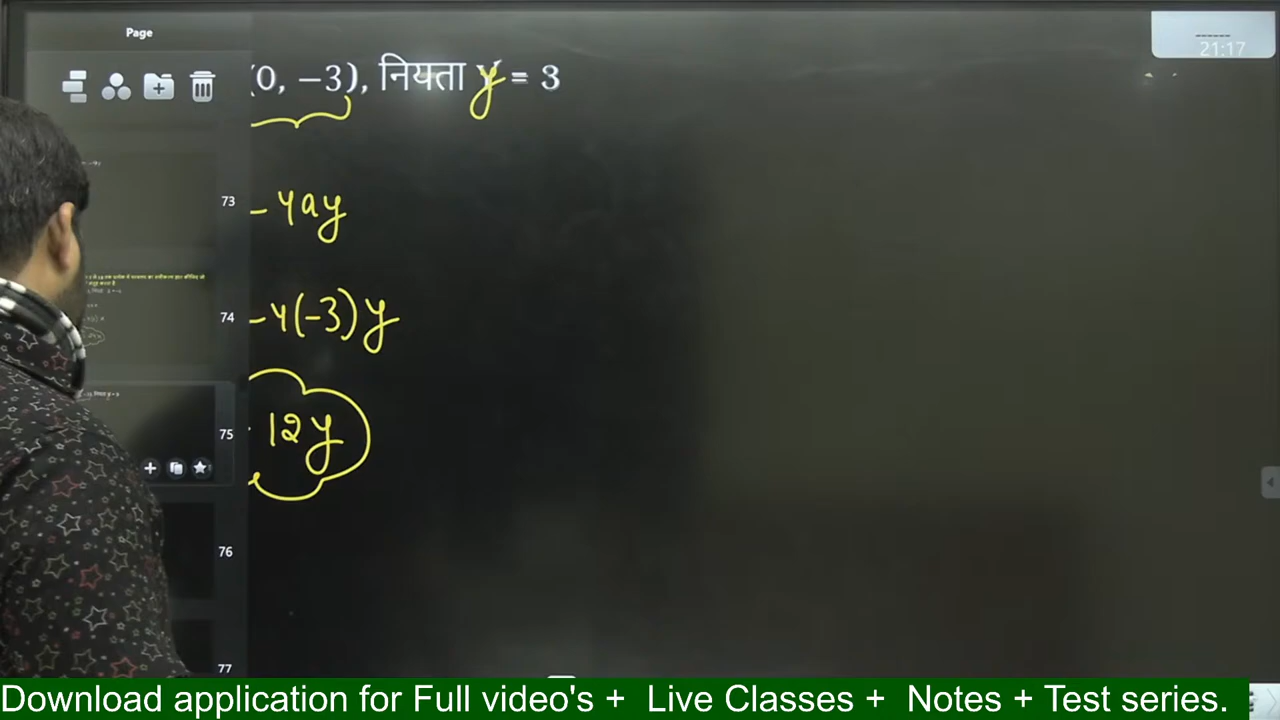 Page
21:17
(0, −3), नियता y = 3
73
– 4ay
74
– 4(–3)y
75
12y
76
77
Download application for Full video's + Live Classes + Notes + Test series.